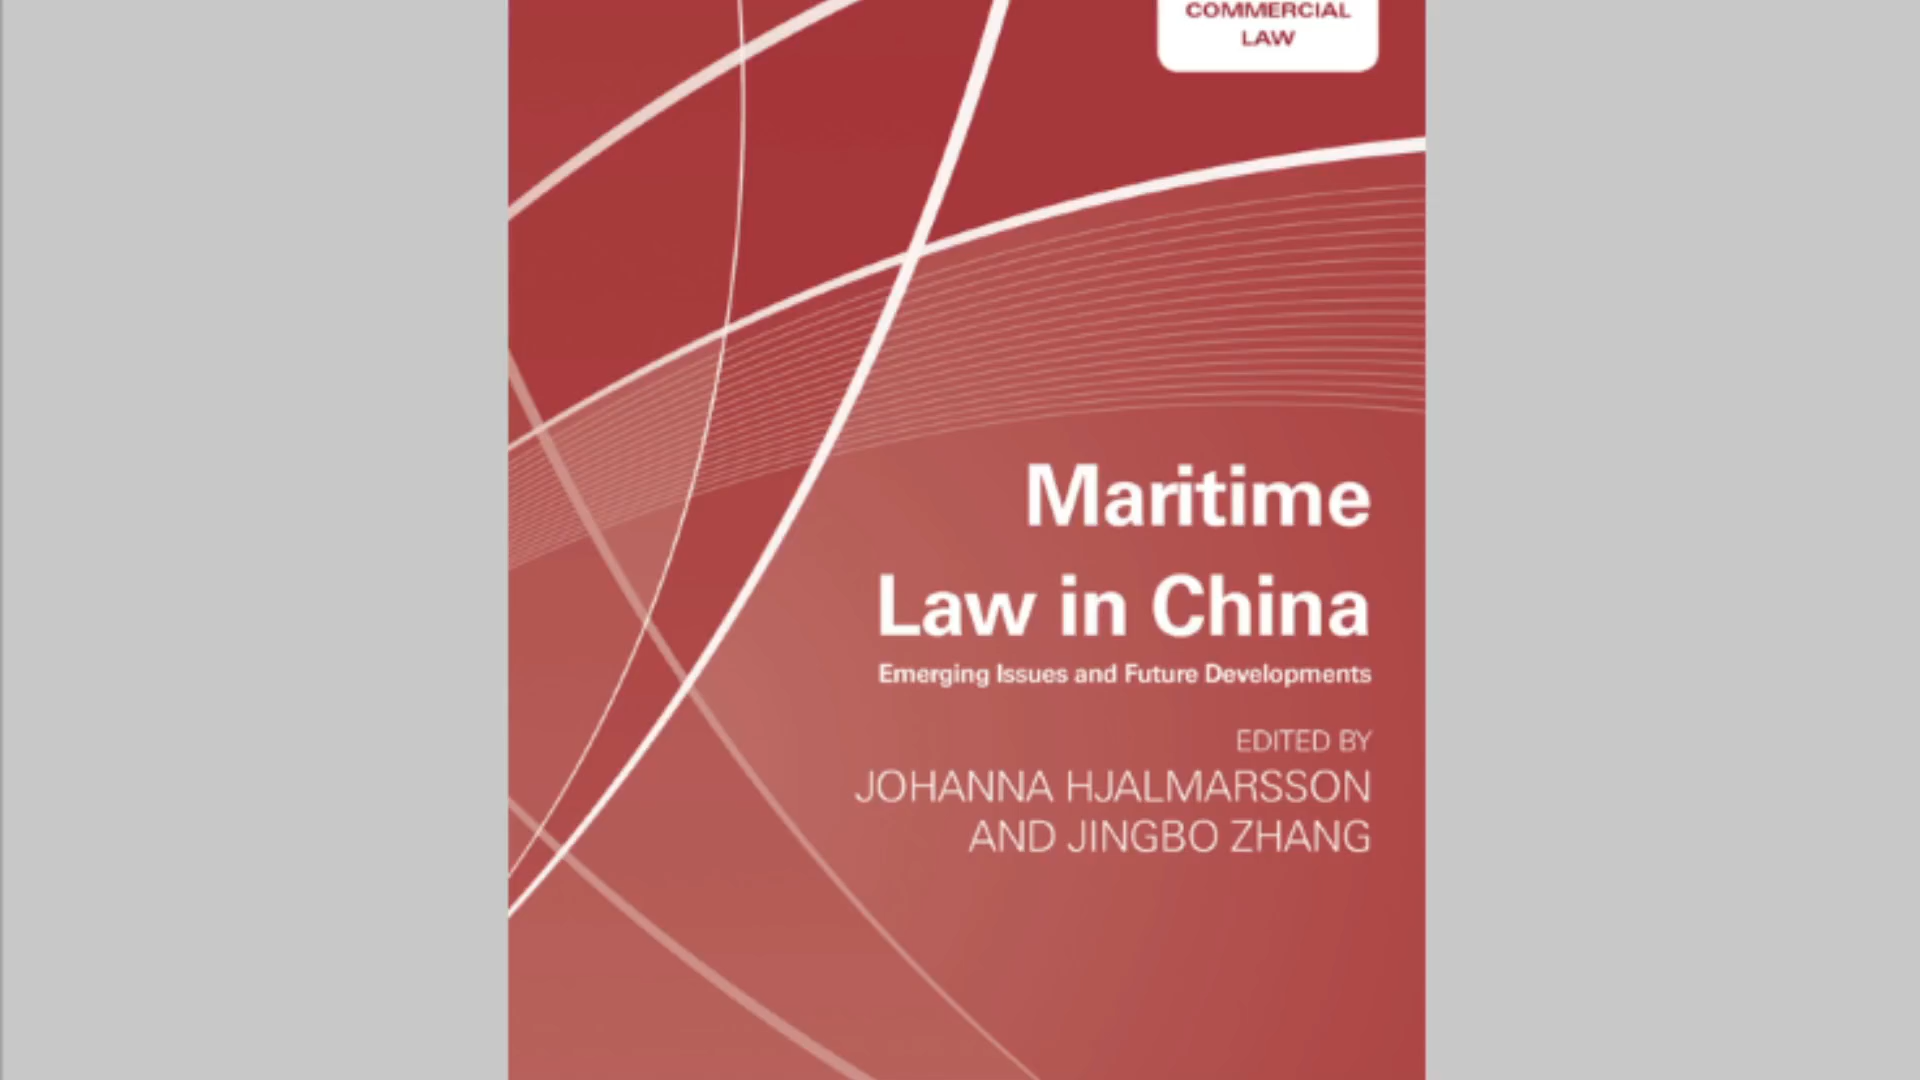 COMMERCIAL
LAW
Maritime
Law in China
Emerging Issues and Future Developments
EDITED BY
JOHANNA HJALMARSSON
AND JINGBO ZHANG